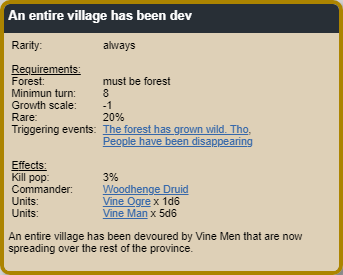 An entire village has been dev
Rarity: always
Requirements:
Forest: must be forest
Minimun turn: 8
Growth scale: -1
Rare: 20%
Triggering events: The forest has grown wild. Tho,
People have been disappearing
Effects:
Kill pop: 3%
Commander: Woodhenge Druid
Units: Vine Ogre x 1d6
Units: Vine Man x 5d6
An entire village has been devoured by Vine Men that are now
spreading over the rest of the province.